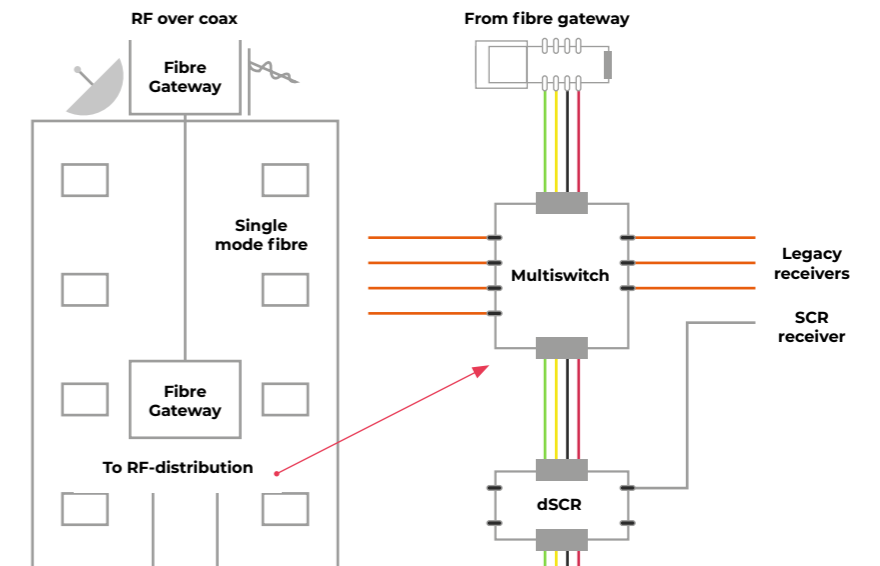 RF over coax
Fibre
Gateway
Single
mode fibre
Fibre
Gateway
To RF-distribution
From fibre gateway
Multiswitch
Legacy
receivers
SCR
receiver
dSCR